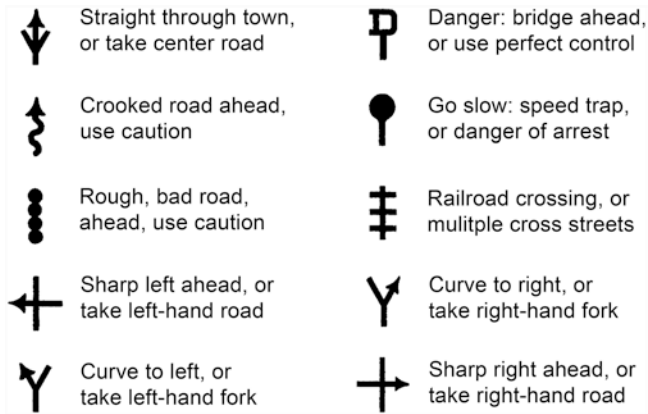 Straight through town,
or take center road
Danger: bridge ahead,
or use perfect control
Crooked road ahead,
use caution
Go slow: speed trap,
or danger of arrest
Rough, bad road,
ahead, use caution
Railroad crossing, or
mulitple cross streets
Sharp left ahead, or
take left-hand road
Curve to right, or
take right-hand fork
Curve to left, or
take left-hand fork
Sharp right ahead, or
take right-hand road